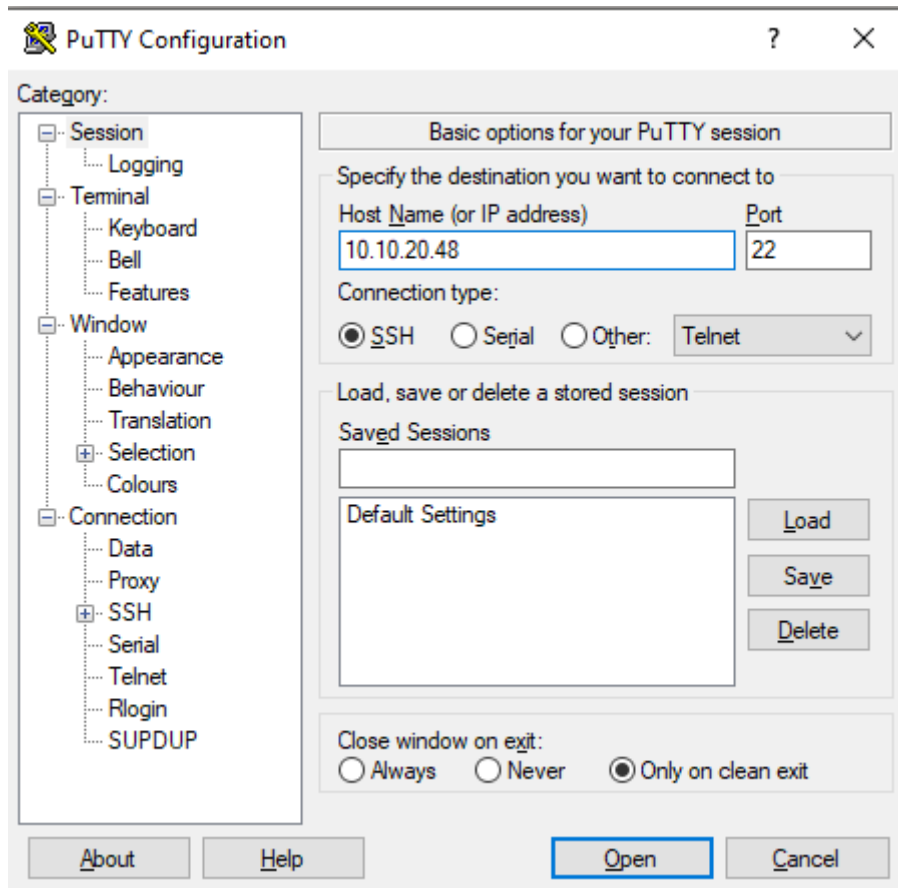 PuTTY Configuration
?
Category:
Session
Logging
Terminal
Keyboard
Bell
Features
Window
Appearance
Behaviour
Translation
Selection
Colours
Connection
Data
Proxy
SSH
Serial
Telnet
Rlogin
SUPDUP
Basic options for your PuTTY session
Specify the destination you want to connect to
Host Name (or IP address) Port
10.10.20.48 22
Connection type:
SSH Serial Other: Telnet
Load, save or delete a stored session
Saved Sessions
Default Settings
Load
Save
Delete
Close window on exit:
Always Never Only on clean exit
About Help Open Cancel